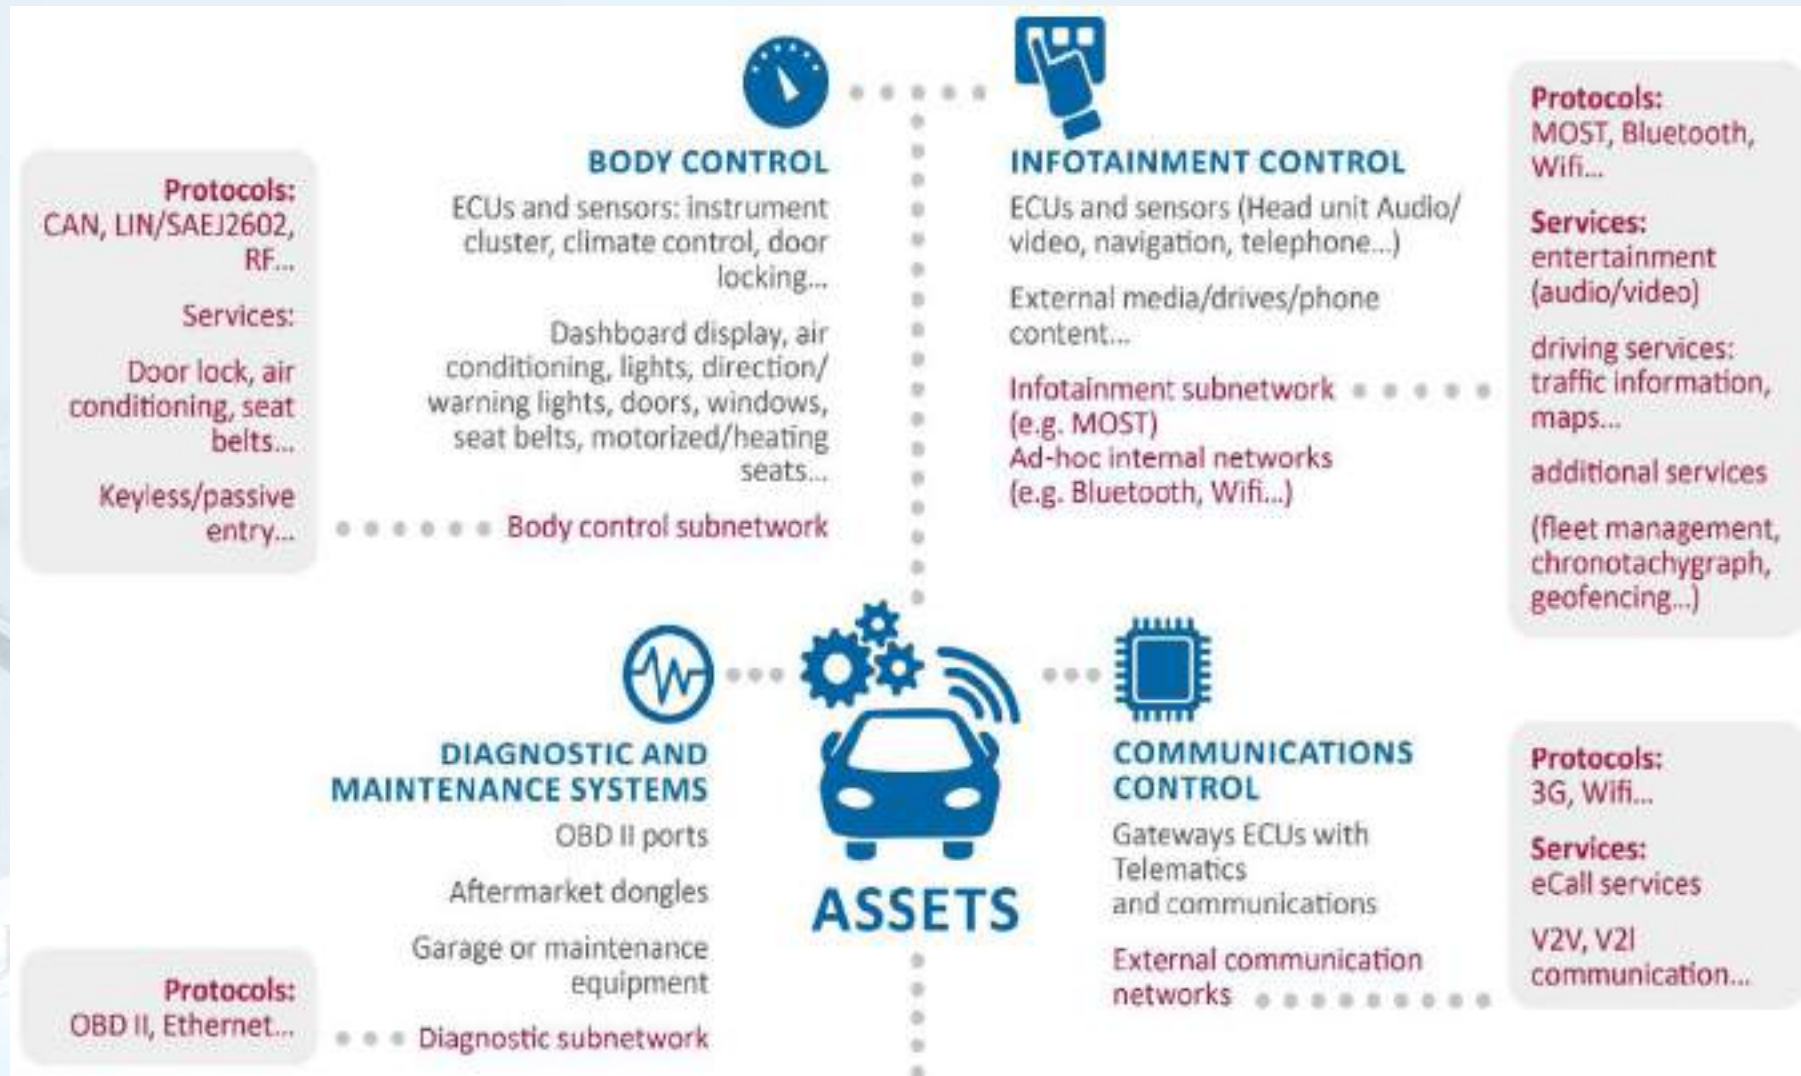 BODY CONTROL
ECUs and sensors: instrument
cluster, climate control, door
locking...
Dashboard display, air
conditioning, lights, direction/
warning lights, doors, windows,
seat belts, motorized/heating
seats...
Body control subnetwork
Protocols:
CAN, LIN/SAEJ2602,
RF...
Services:
Door lock, air
conditioning, seat
belts...
Keyless/passive
entry...
INFOTAINMENT CONTROL
ECUs and sensors (Head unit Audio/
video, navigation, telephone...)
External media/drives/phone
content...
Infotainment subnetwork
(e.g. MOST)
Ad-hoc internal networks
(e.g. Bluetooth, Wifi...)
Protocols:
MOST, Bluetooth,
Wifi...
Services:
entertainment
(audio/video)
driving services:
traffic information,
maps...
additional services
(fleet management,
chronotachygraph,
geofencing...)
DIAGNOSTIC AND
MAINTENANCE SYSTEMS
OBD II ports
Aftermarket dongles
Garage or maintenance
equipment
Diagnostic subnetwork
Protocols:
OBD II, Ethernet...
ASSETS
COMMUNICATIONS
CONTROL
Gateways ECUs with
Telematics
and communications
External communication
networks
Protocols:
3G, Wifi...
Services:
eCall services
V2V, V2I
communication...